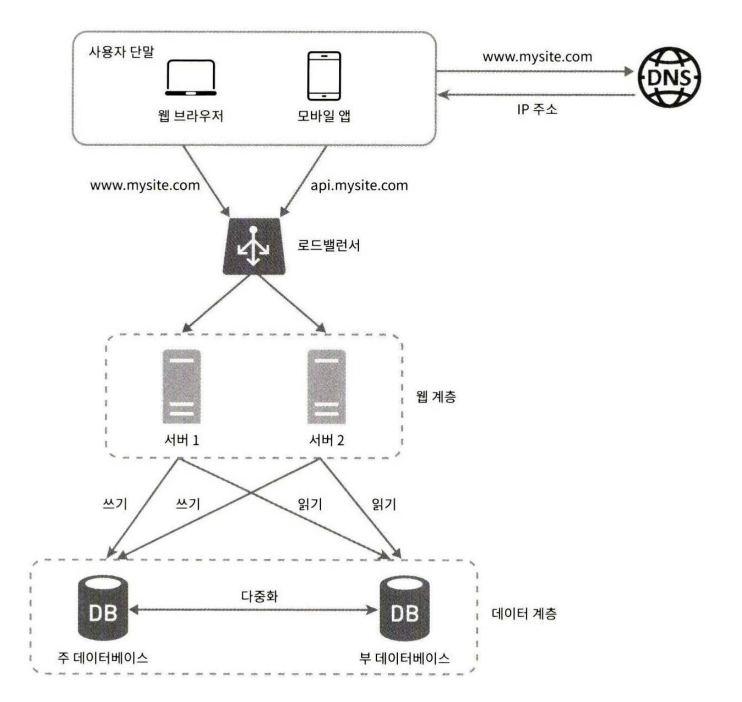 사용자 단말
웹 브라우저
모바일 앱
www.mysite.com
DNS
IP 주소
www.mysite.com
api.mysite.com
로드밸런서
서버 1
서버 2
웹 계층
쓰기
쓰기
읽기
읽기
DB
다중화
DB
데이터 계층
주 데이터베이스
부 데이터베이스